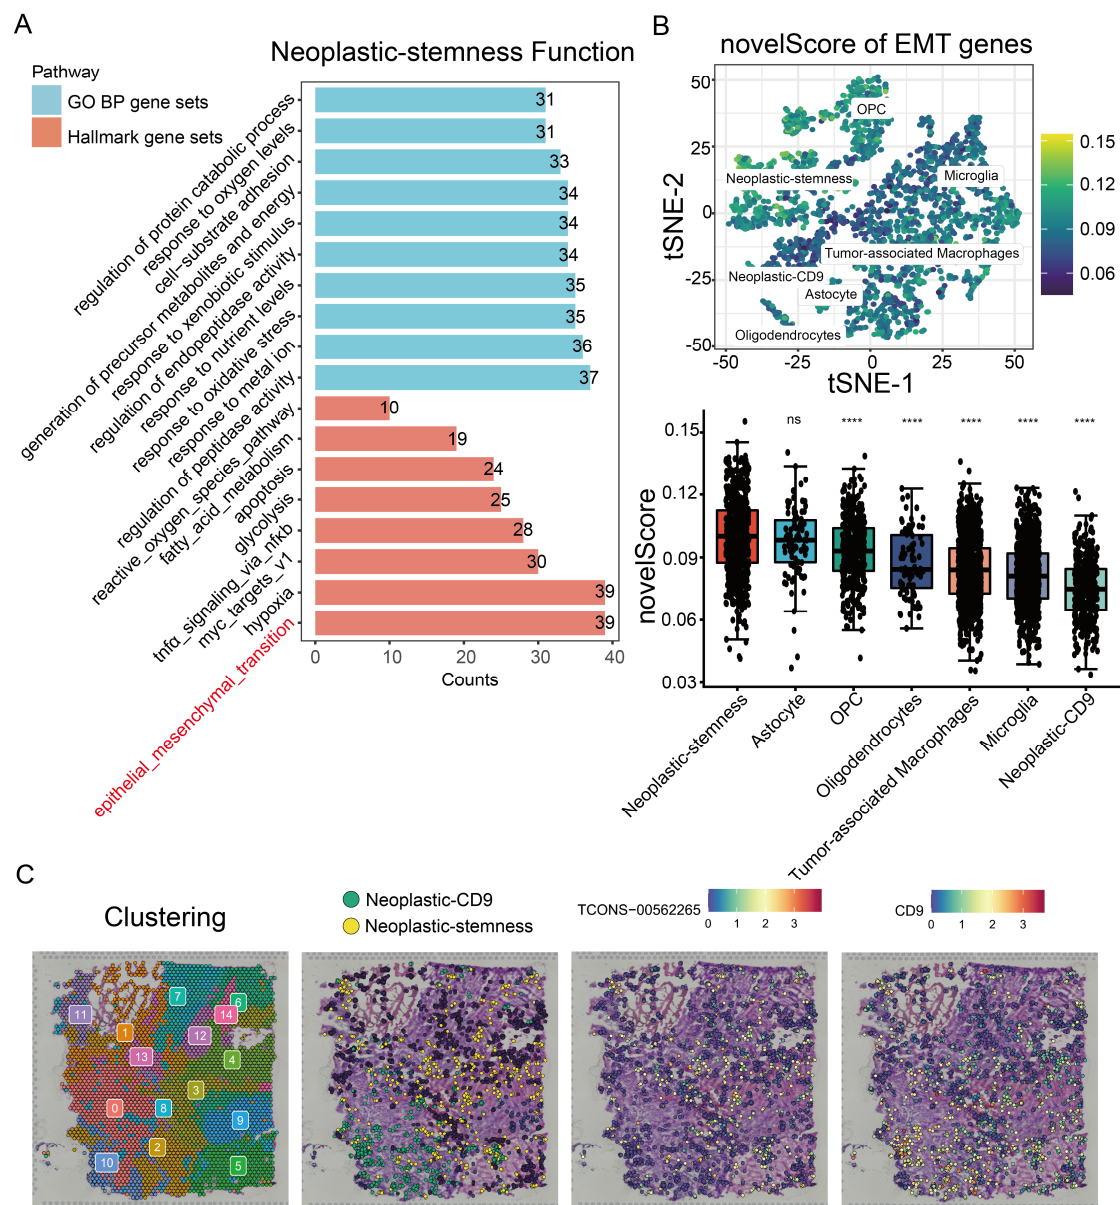 A
Neoplastic-stemness Function
Pathway
GO BP gene sets
Hallmark gene sets
regulation of protein catabolic process
response to oxygen levels
cell−substrate adhesion
generation of precursor metabolites and energy
response to xenobiotic stimulus
regulation of endopeptidase activity
response to nutrient levels
response to oxidative stress
response to metal ion
regulation of peptidase activity
reactive_oxygen_species_pathway
fatty_acid_metabolism
apoptosis
glycolysis
tnfα_signaling_via_nfkb
myc_targets_v1
hypoxia
epithelial_mesenchymal_transition
31
31
33
34
34
34
35
35
36
37
10
19
24
25
28
30
39
39
0 10 20 30 40
Counts
B
novelScore of EMT genes
50
25
0
-25
-50
tSNE-2
OPC
Neoplastic-stemness
Microglia
Tumor-associated Macrophages
Neoplastic-CD9
Astocyte
Oligodendrocytes
-50 -25 0 25 50
tSNE-1
0.15
0.12
0.09
0.06
ns **** **** **** **** ****
0.15
0.12
0.09
0.06
0.03
novelScore
Neoplastic-stemness
Astocyte
OPC
Oligodendrocytes
Tumor-associated Macrophages
Microglia
Neoplastic-CD9
C
Clustering
Neoplastic-CD9
Neoplastic-stemness
TCONS−00562265
0 1 2 3
CD9
0 1 2 3
7
6
11
14
1
12
13
4
3
0
8
9
2
10
5